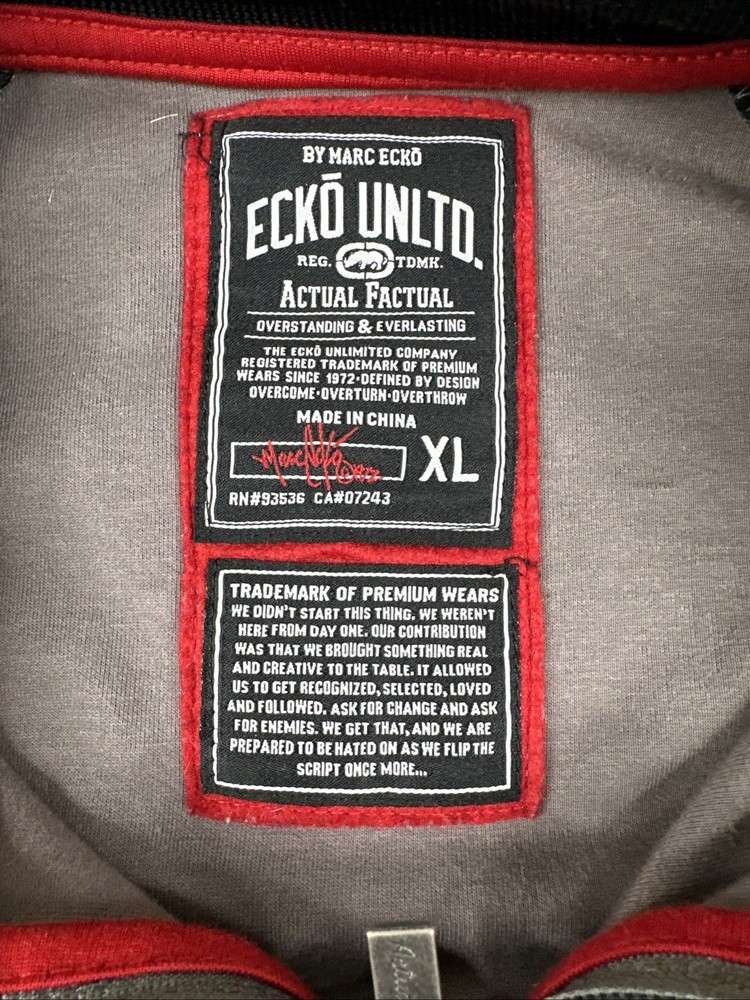 BY MARC ECKŌ
ECKŌ UNLTD.
REG. TDMK.
ACTUAL FACTUAL
OVERSTANDING & EVERLASTING
THE ECKŌ UNLIMITED COMPANY
REGISTERED TRADEMARK OF PREMIUM
WEARS SINCE 1972•DEFINED BY DESIGN
OVERCOME•OVERTURN•OVERTHROW
MADE IN CHINA
XL
RN#93536 CA#07243
TRADEMARK OF PREMIUM WEARS
WE DIDN'T START THIS THING. WE WEREN'T
HERE FROM DAY ONE. OUR CONTRIBUTION
WAS THAT WE BROUGHT SOMETHING REAL
AND CREATIVE TO THE TABLE. IT ALLOWED
US TO GET RECOGNIZED, SELECTED, LOVED
AND FOLLOWED. ASK FOR CHANGE AND ASK
FOR ENEMIES. WE GET THAT, AND WE ARE
PREPARED TO BE HATED ON AS WE FLIP THE
SCRIPT ONCE MORE...